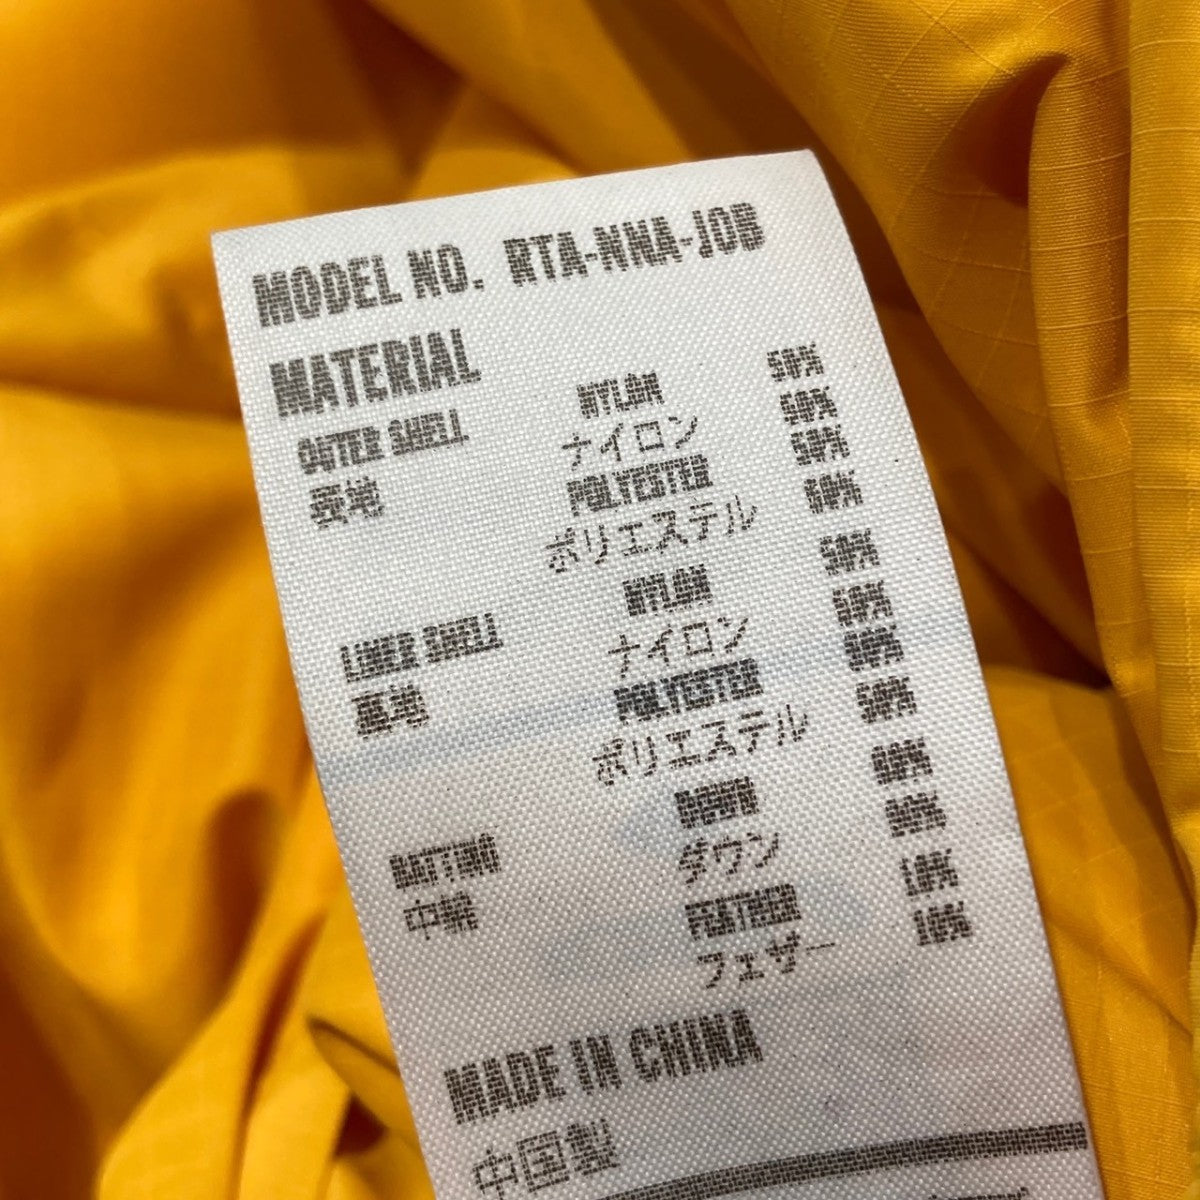 MODEL NO. RTA-NNA-JOB
MATERIAL
OUTER SHELL NYLON 50%
表地 ナイロン 50%
POLYESTER 50%
ポリエステル 50%
LINER SHELL NYLON 50%
裏地 ナイロン 50%
POLYESTER 50%
ポリエステル 50%
BATTING DOWN 90%
中綿 ダウン 90%
FEATHER 10%
フェザー 10%
MADE IN CHINA
中国製